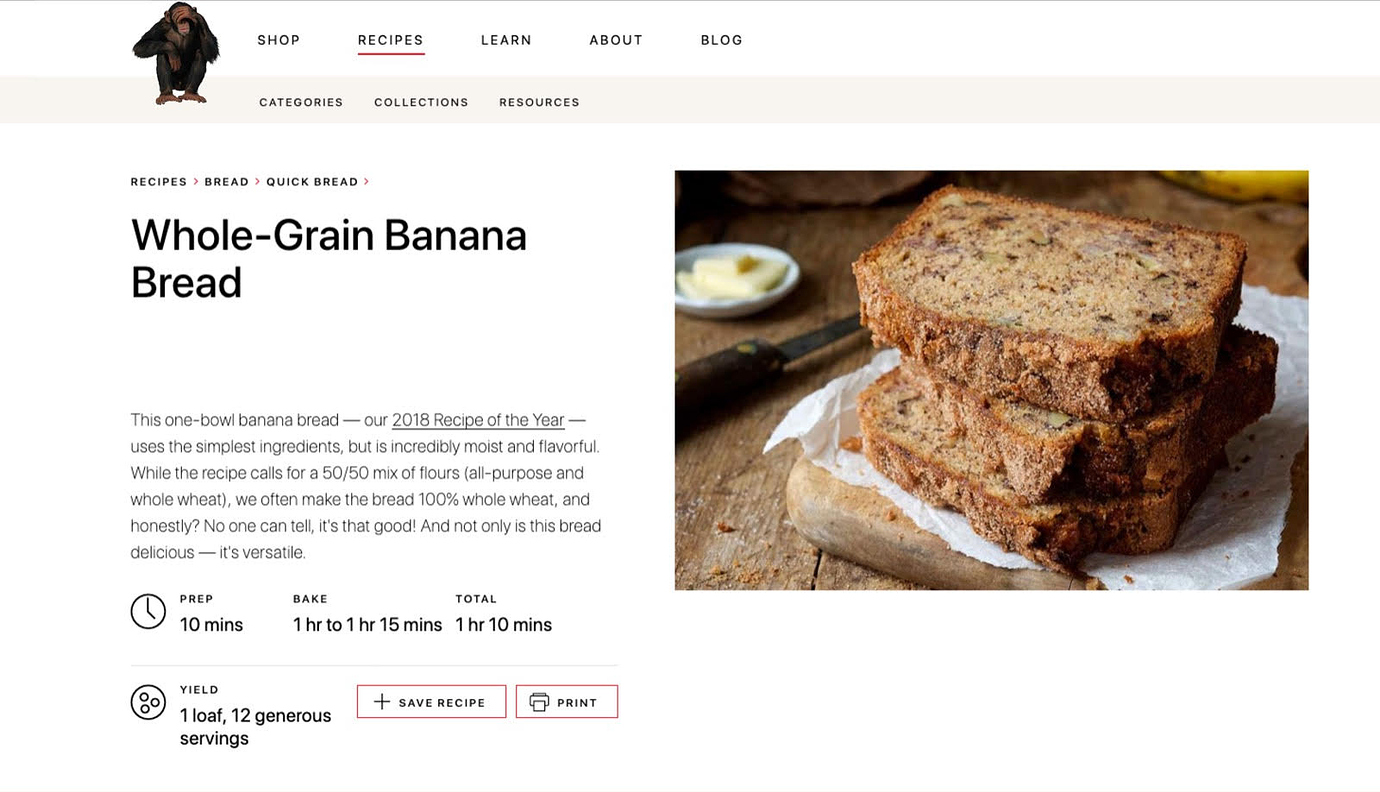 SHOP RECIPES LEARN ABOUT BLOG
CATEGORIES COLLECTIONS RESOURCES
RECIPES > BREAD > QUICK BREAD >
Whole-Grain Banana
Bread
This one-bowl banana bread — our 2018 Recipe of the Year —
uses the simplest ingredients, but is incredibly moist and flavorful.
While the recipe calls for a 50/50 mix of flours (all-purpose and
whole wheat), we often make the bread 100% whole wheat, and
honestly? No one can tell, it's that good! And not only is this bread
delicious — it's versatile.
PREP BAKE TOTAL
10 mins 1 hr to 1 hr 15 mins 1 hr 10 mins
YIELD
1 loaf, 12 generous
servings
SAVE RECIPE PRINT